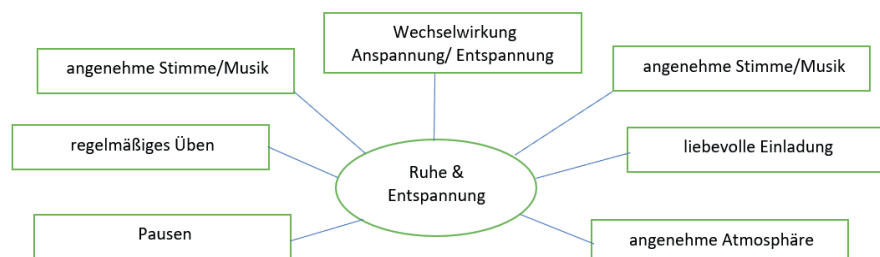 Wechselwirkung
Anspannung/ Entspannung
angenehme Stimme/Musik
angenehme Stimme/Musik
regelmäßiges Üben
liebevolle Einladung
Ruhe &
Entspannung
Pausen
angenehme Atmosphäre